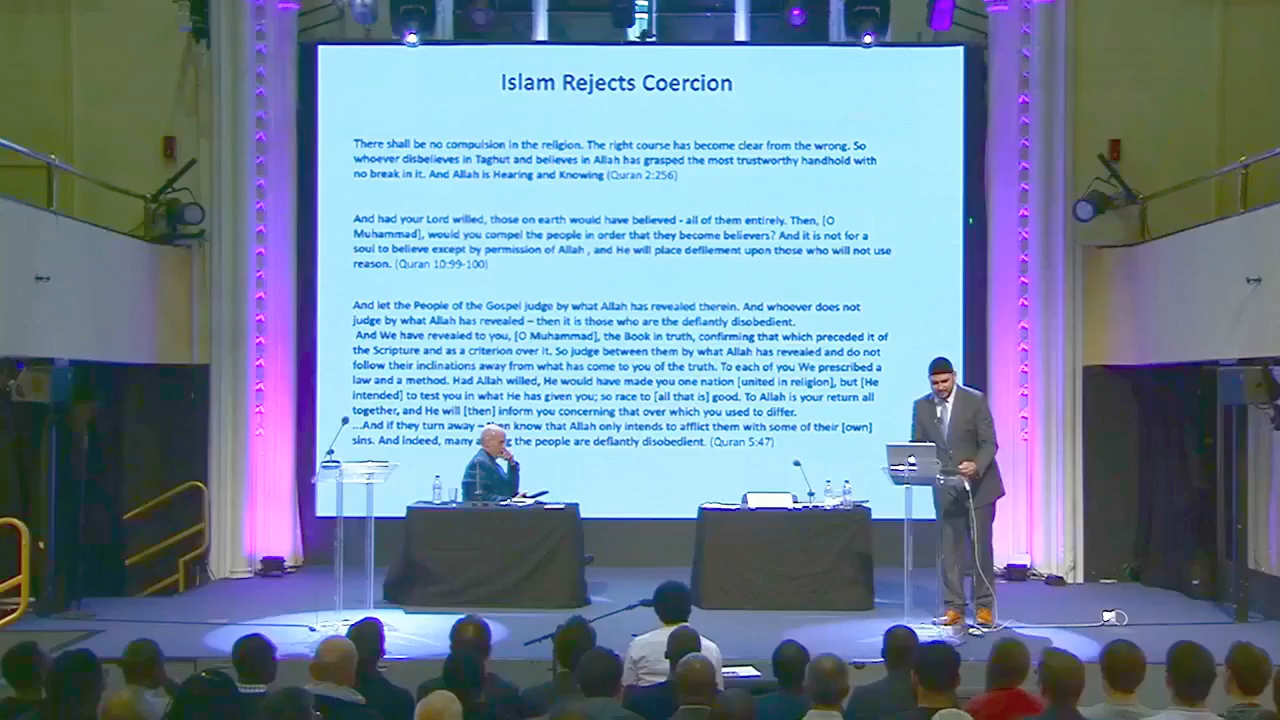 Islam Rejects Coercion
There shall be no compulsion in the religion. The right course has become clear from the wrong. So
whoever disbelieves in Taghut and believes in Allah has grasped the most trustworthy handhold with
no break in it. And Allah is Hearing and Knowing (Quran 2:256)
And had your Lord willed, those on earth would have believed - all of them entirely. Then, [O
Muhammad], would you compel the people in order that they become believers? And it is not for a
soul to believe except by permission of Allah , and He will place defilement upon those who will not use
reason. (Quran 10:99-100)
And let the People of the Gospel judge by what Allah has revealed therein. And whoever does not
judge by what Allah has revealed – then it is those who are the defiantly disobedient.
And We have revealed to you, [O Muhammad], the Book in truth, confirming that which preceded it of
the Scripture and as a criterion over it. So judge between them by what Allah has revealed and do not
follow their inclinations away from what has come to you of the truth. To each of you We prescribed a
law and a method. Had Allah willed, He would have made you one nation [united in religion], but [He
intended] to test you in what He has given you; so race to [all that is] good. To Allah is your return all
together, and He will [then] inform you concerning that over which you used to differ.
...And if they turn away – know that Allah only intends to afflict them with some of their [own]
sins. And indeed, many the people are defiantly disobedient. (Quran 5:47)